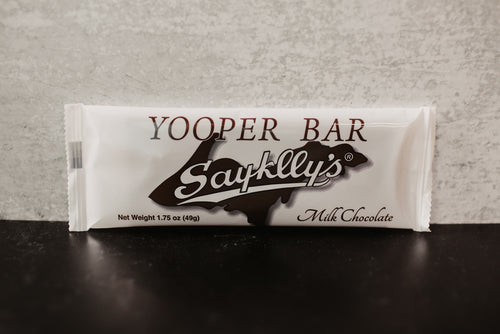 YOOPER BAR
Sayklly's®
Net Weight 1.75 oz (49g)
Milk Chocolate